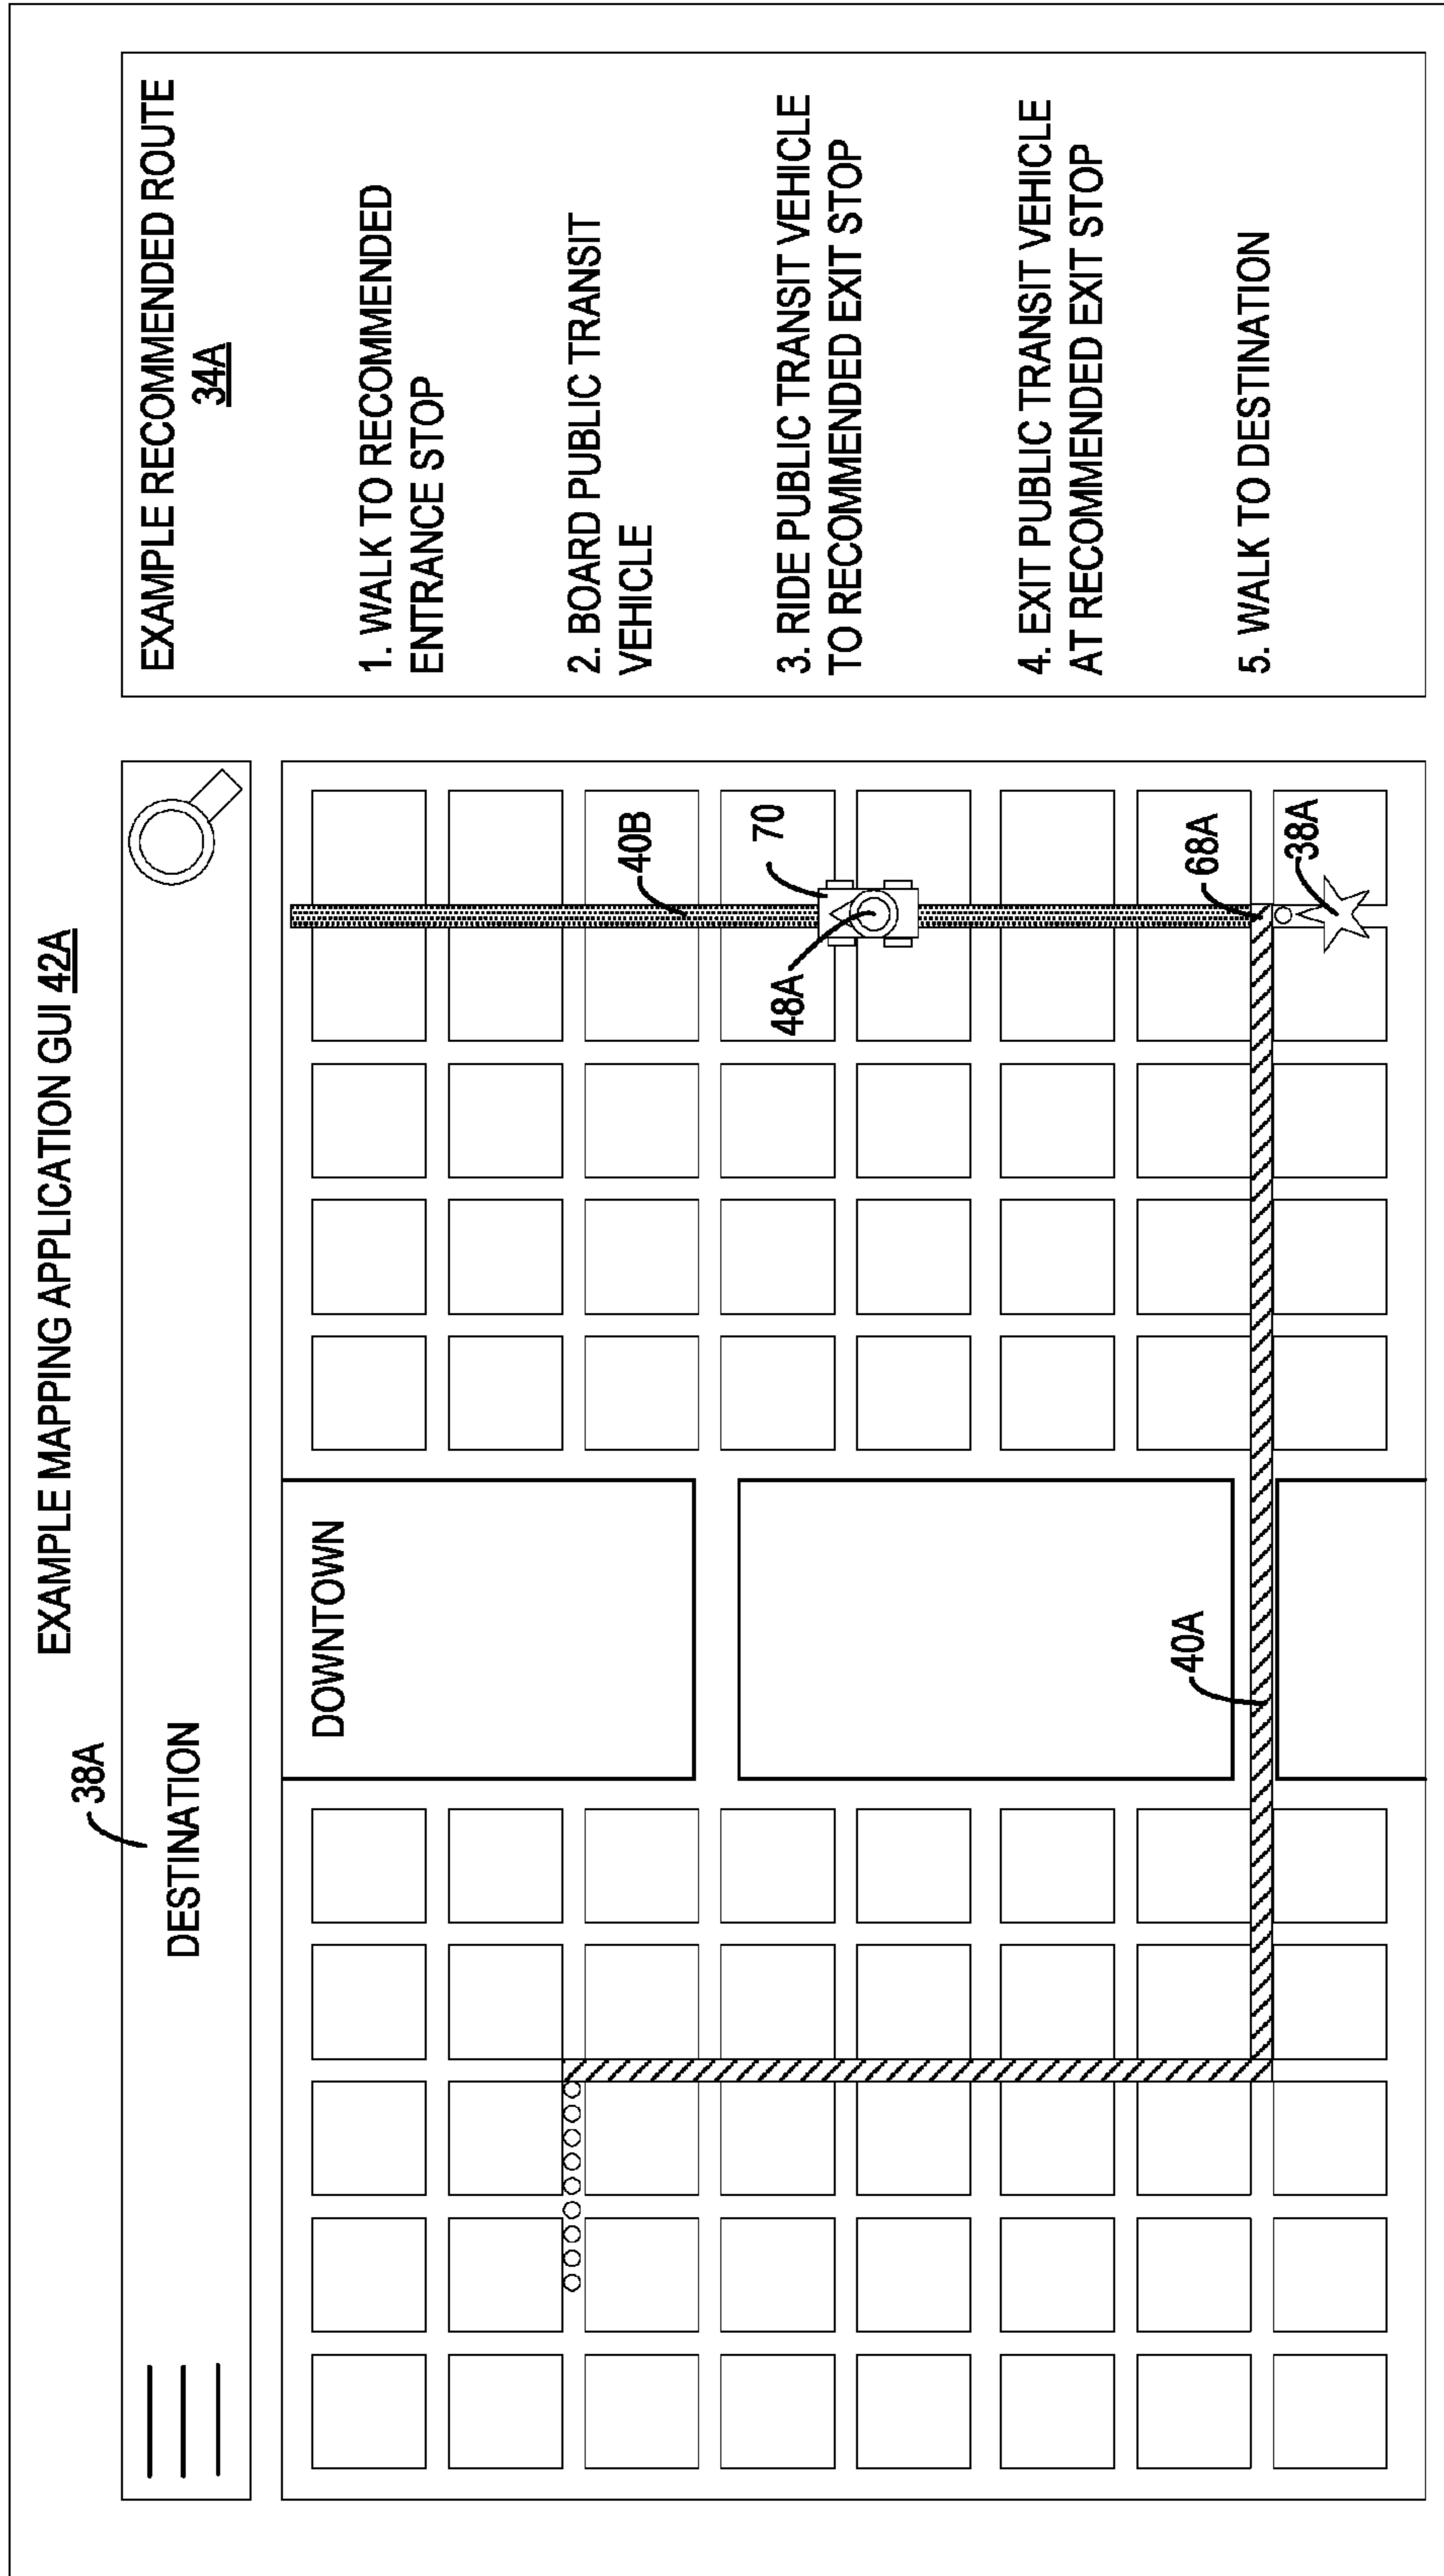 EXAMPLE MAPPING APPLICATION GUI 42A
38A
DESTINATION
DOWNTOWN
40B
70
48A
68A
38A
40A
EXAMPLE RECOMMENDED ROUTE
34A
1. WALK TO RECOMMENDED
ENTRANCE STOP
2. BOARD PUBLIC TRANSIT
VEHICLE
3. RIDE PUBLIC TRANSIT VEHICLE
TO RECOMMENDED EXIT STOP
4. EXIT PUBLIC TRANSIT VEHICLE
AT RECOMMENDED EXIT STOP
5. WALK TO DESTINATION